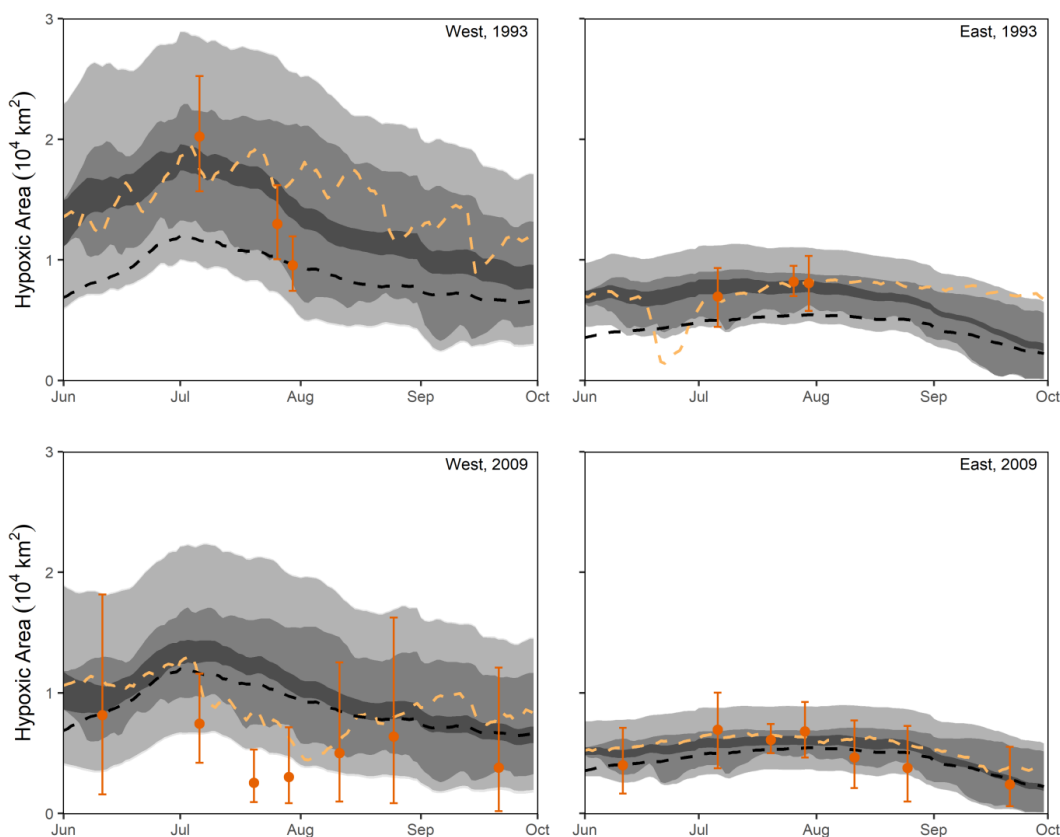 West, 1993
Hypoxic Area (10⁴ km²)
3
2
1
0
Jun Jul Aug Sep Oct
East, 1993
Jun Jul Aug Sep Oct
West, 2009
Hypoxic Area (10⁴ km²)
3
2
1
0
Jun Jul Aug Sep Oct
East, 2009
Jun Jul Aug Sep Oct